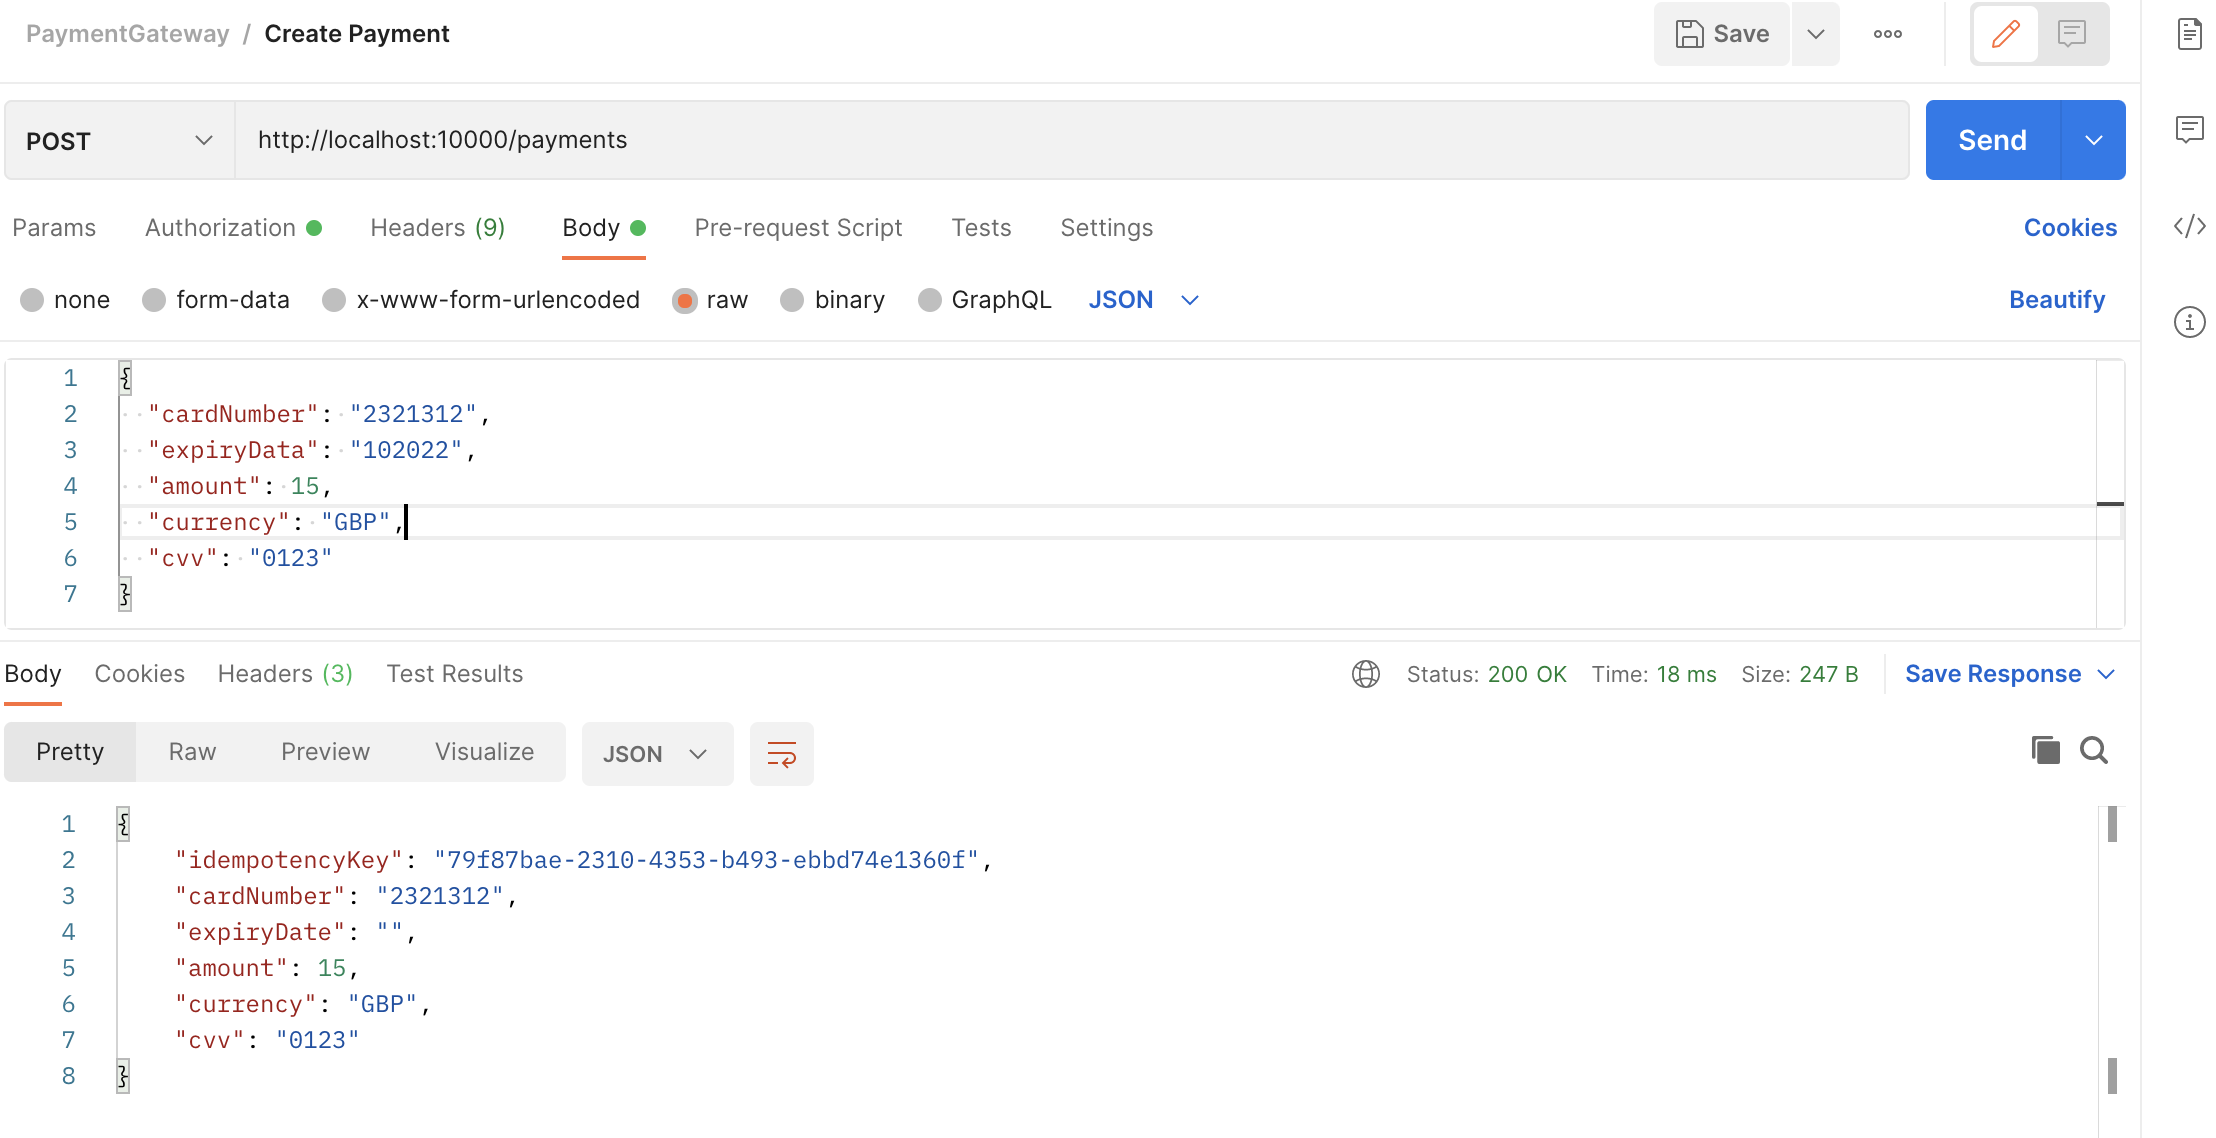 PaymentGateway / Create Payment
Save
POST
http://localhost:10000/payments
Send
Params Authorization Headers (9) Body Pre-request Script Tests Settings Cookies
none form-data x-www-form-urlencoded raw binary GraphQL JSON Beautify
1 {
2 "cardNumber": "2321312",
3 "expiryData": "102022",
4 "amount": 15,
5 "currency": "GBP",
6 "cvv": "0123"
7 }
Body Cookies Headers (3) Test Results Status: 200 OK Time: 18 ms Size: 247 B Save Response
Pretty Raw Preview Visualize JSON
1 {
2 "idempotencyKey": "79f87bae-2310-4353-b493-ebbd74e1360f",
3 "cardNumber": "2321312",
4 "expiryDate": "",
5 "amount": 15,
6 "currency": "GBP",
7 "cvv": "0123"
8 }